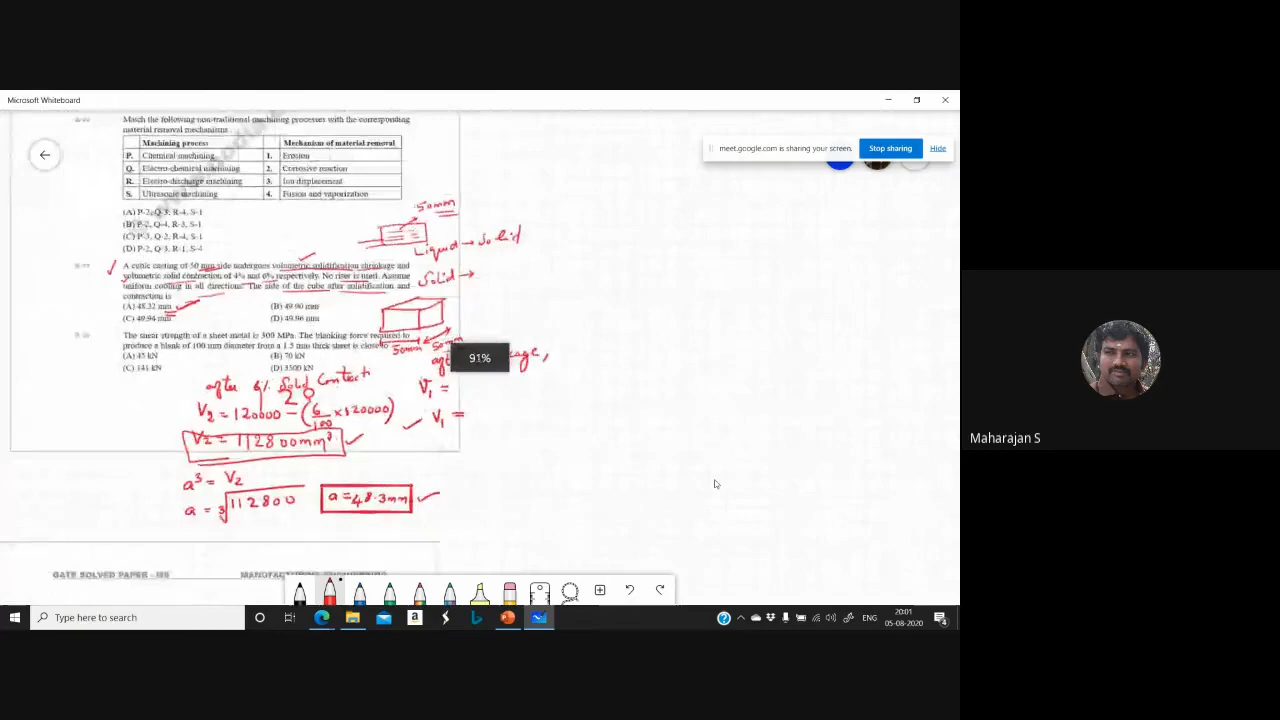 Microsoft Whiteboard
meet.google.com is sharing your screen.
Stop sharing
Hide
Match the following non-traditional machining processes with the corresponding
material removal mechanisms
Machining process Mechanism of material removal
P. Chemical machining 1. Erosion
Q. Electro-chemical machining 2. Corrosive reaction
R. Electro-discharge machining 3. Ion displacement
S. Ultrasonic machining 4. Fusion and vaporization
(A) P-2, Q-3, R-4, S-1
(B) P-2, Q-4, R-3, S-1
(C) P-3, Q-2, R-4, S-1
(D) P-2, Q-3, R-1, S-4
50mm
Liquid → Solid
A cubic casting of 50 mm side undergoes volumetric solidification shrinkage and
volumetric solid contraction of 4% and 6% respectively. No riser is used. Assume
uniform cooling in all directions. The side of the cube after solidification and
contraction is
Solid →
(A) 48.32 mm (B) 49.90 mm
(C) 49.94 mm (D) 49.96 mm
The shear strength of a sheet metal is 300 MPa. The blanking force required to
produce a blank of 100 mm diameter from a 1.5 mm thick sheet is close to
(A) 45 kN (B) 70 kN
(C) 141 kN (D) 3500 kN
50mm 50mm
91%
after Solid
V₁ =
V₂ = 120000 - (6/100 × 120000)
V₁ =
V₂ = 112800mm³
a³ = V₂
a = ∛112800
a = 48.3mm
GATE SOLVED PAPER - ME MANUFACTURING ENGINEERING
Maharajan S
Type here to search
a
ENG
20:01
05-08-2020
4